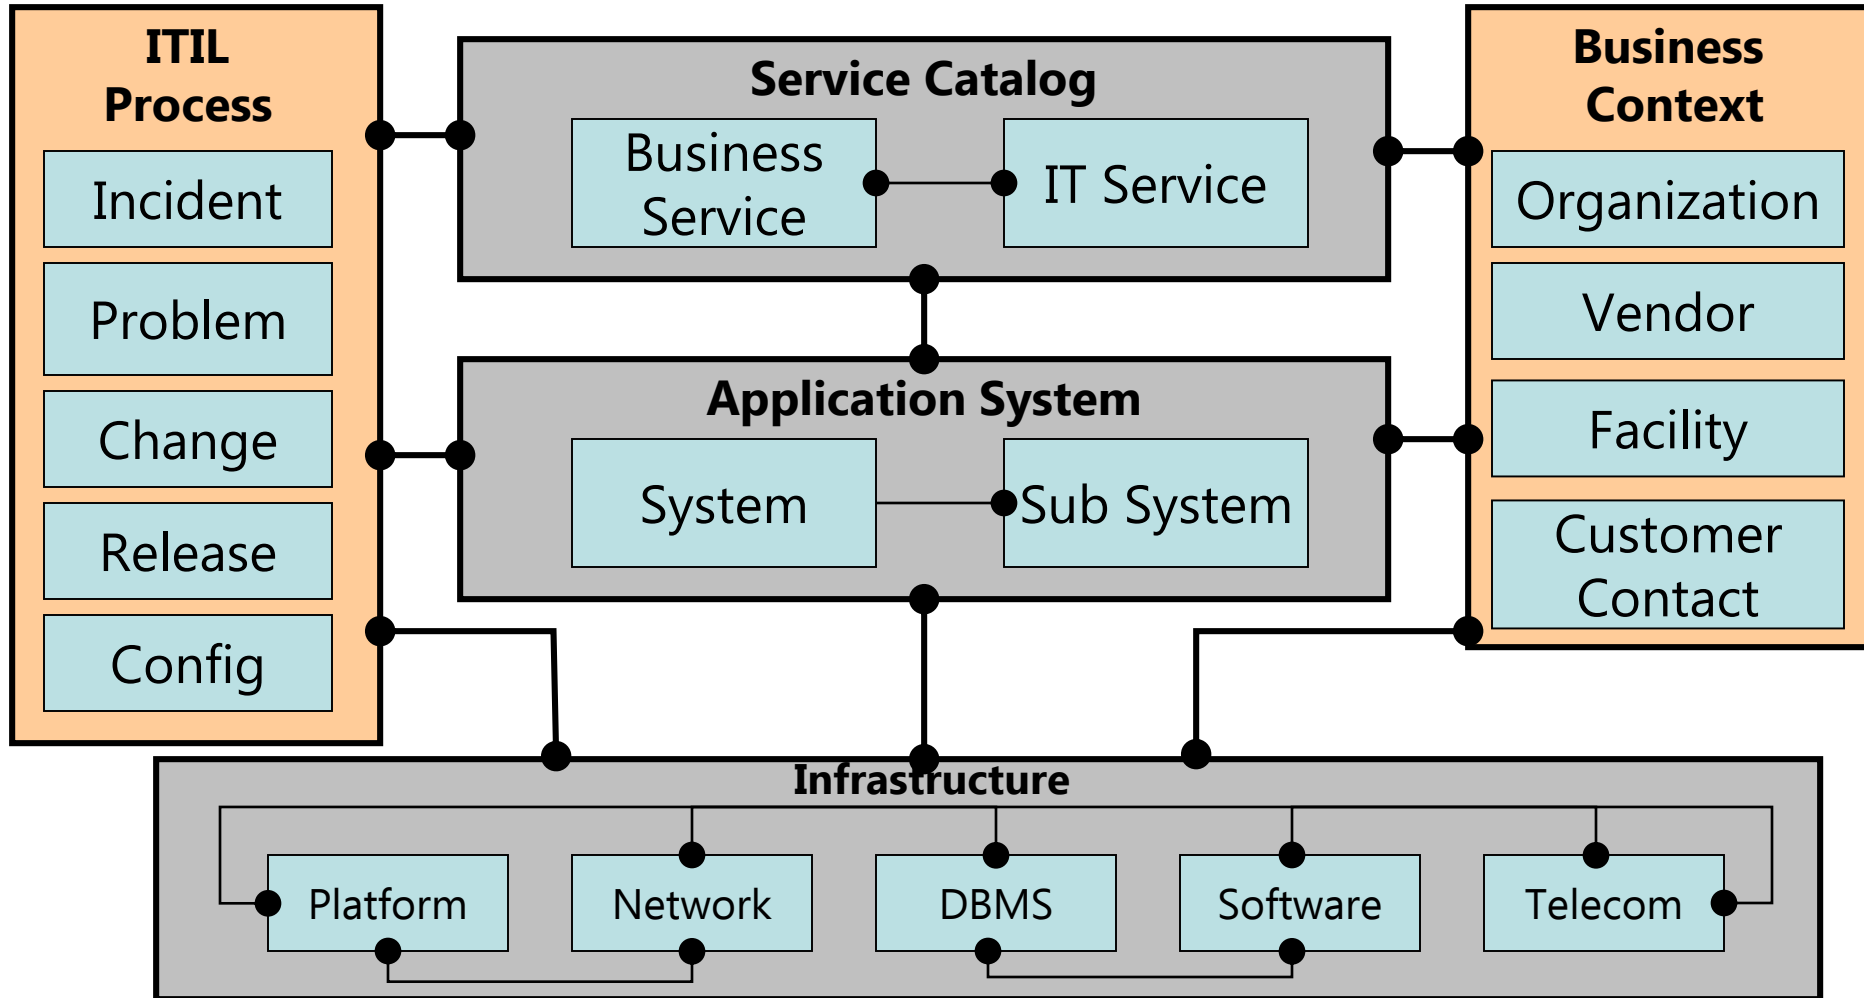 ITIL
Process
Incident
Problem
Change
Release
Config
Service Catalog
Business
Service
IT Service
Application System
System
Sub System
Business
Context
Organization
Vendor
Facility
Customer
Contact
Infrastructure
Platform
Network
DBMS
Software
Telecom